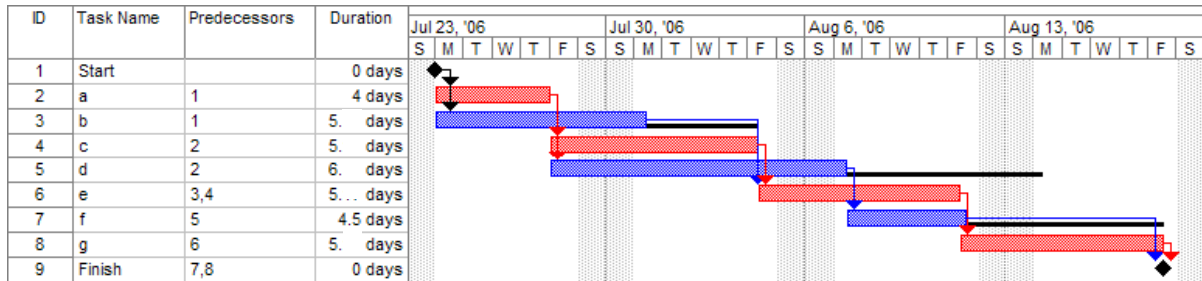 ID Task Name Predecessors Duration
Jul 23, '06 Jul 30, '06 Aug 6, '06 Aug 13, '06
S M T W T F S S M T W T F S S M T W T F S S M T W T F S
1 Start 0 days
2 a 1 4 days
3 b 1 5. days
4 c 2 5. days
5 d 2 6. days
6 e 3,4 5... days
7 f 5 4.5 days
8 g 6 5. days
9 Finish 7,8 0 days